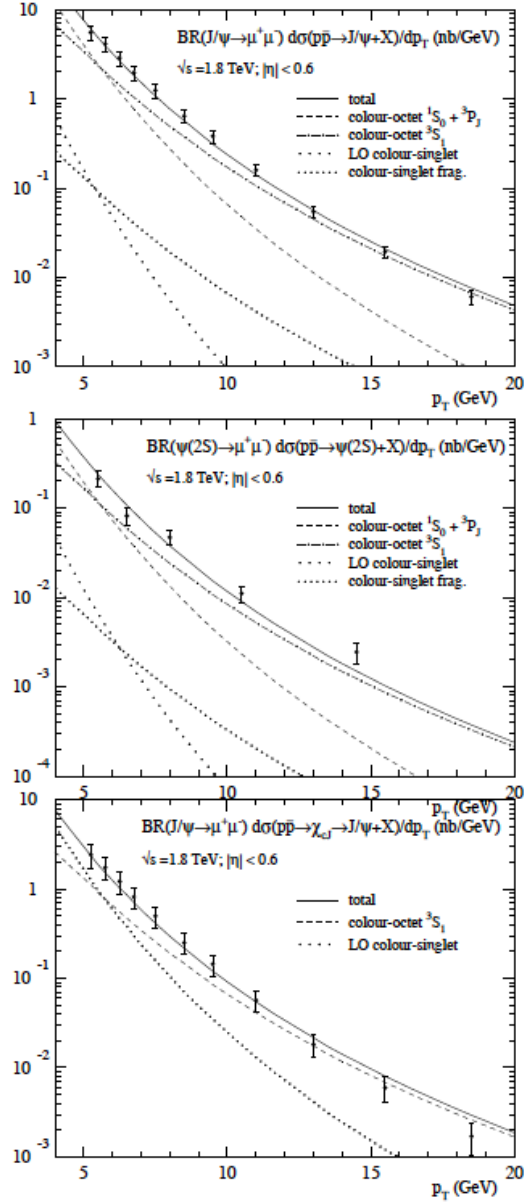 10
BR(J/ψ→μ⁺μ⁻) dσ(pp̄→J/ψ+X)/dp_T (nb/GeV)
√s =1.8 TeV; |η| < 0.6
1
total
colour-octet ¹S₀ + ³P_J
colour-octet ³S₁
LO colour-singlet
colour-singlet frag.
10⁻¹
10⁻²
10⁻³
5 10 15 20
p_T (GeV)
1
BR(ψ(2S)→μ⁺μ⁻) dσ(pp̄→ψ(2S)+X)/dp_T (nb/GeV)
√s =1.8 TeV; |η| < 0.6
10⁻¹
total
colour-octet ¹S₀ + ³P_J
colour-octet ³S₁
LO colour-singlet
colour-singlet frag.
10⁻²
10⁻³
10⁻⁴
5 10 15 20
p_T (GeV)
10
BR(J/ψ→μ⁺μ⁻) dσ(pp̄→χ_cJ→J/ψ+X)/dp_T (nb/GeV)
√s =1.8 TeV; |η| < 0.6
1
total
colour-octet ³S₁
LO colour-singlet
10⁻¹
10⁻²
10⁻³
5 10 15 20
p_T (GeV)